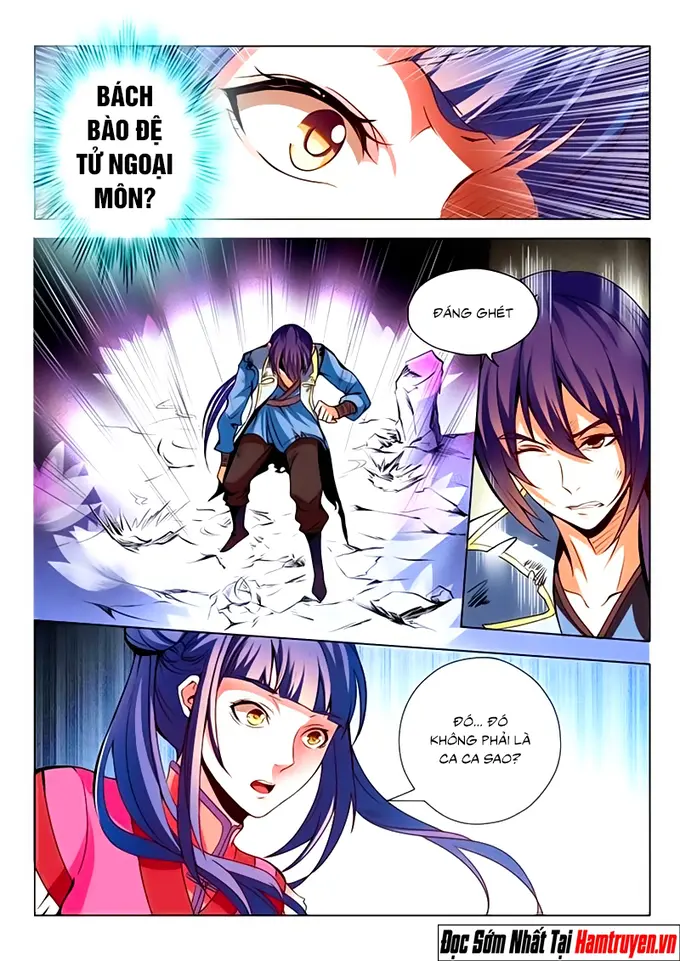 BÁCH
BÀO ĐỆ
TỬ NGOẠI
MÔN?
ĐÁNG GHÉT
ĐÓ... ĐÓ
KHÔNG PHẢI LÀ
CA CA SAO?
Đọc Sớm Nhất Tại Hamtruyen.vn